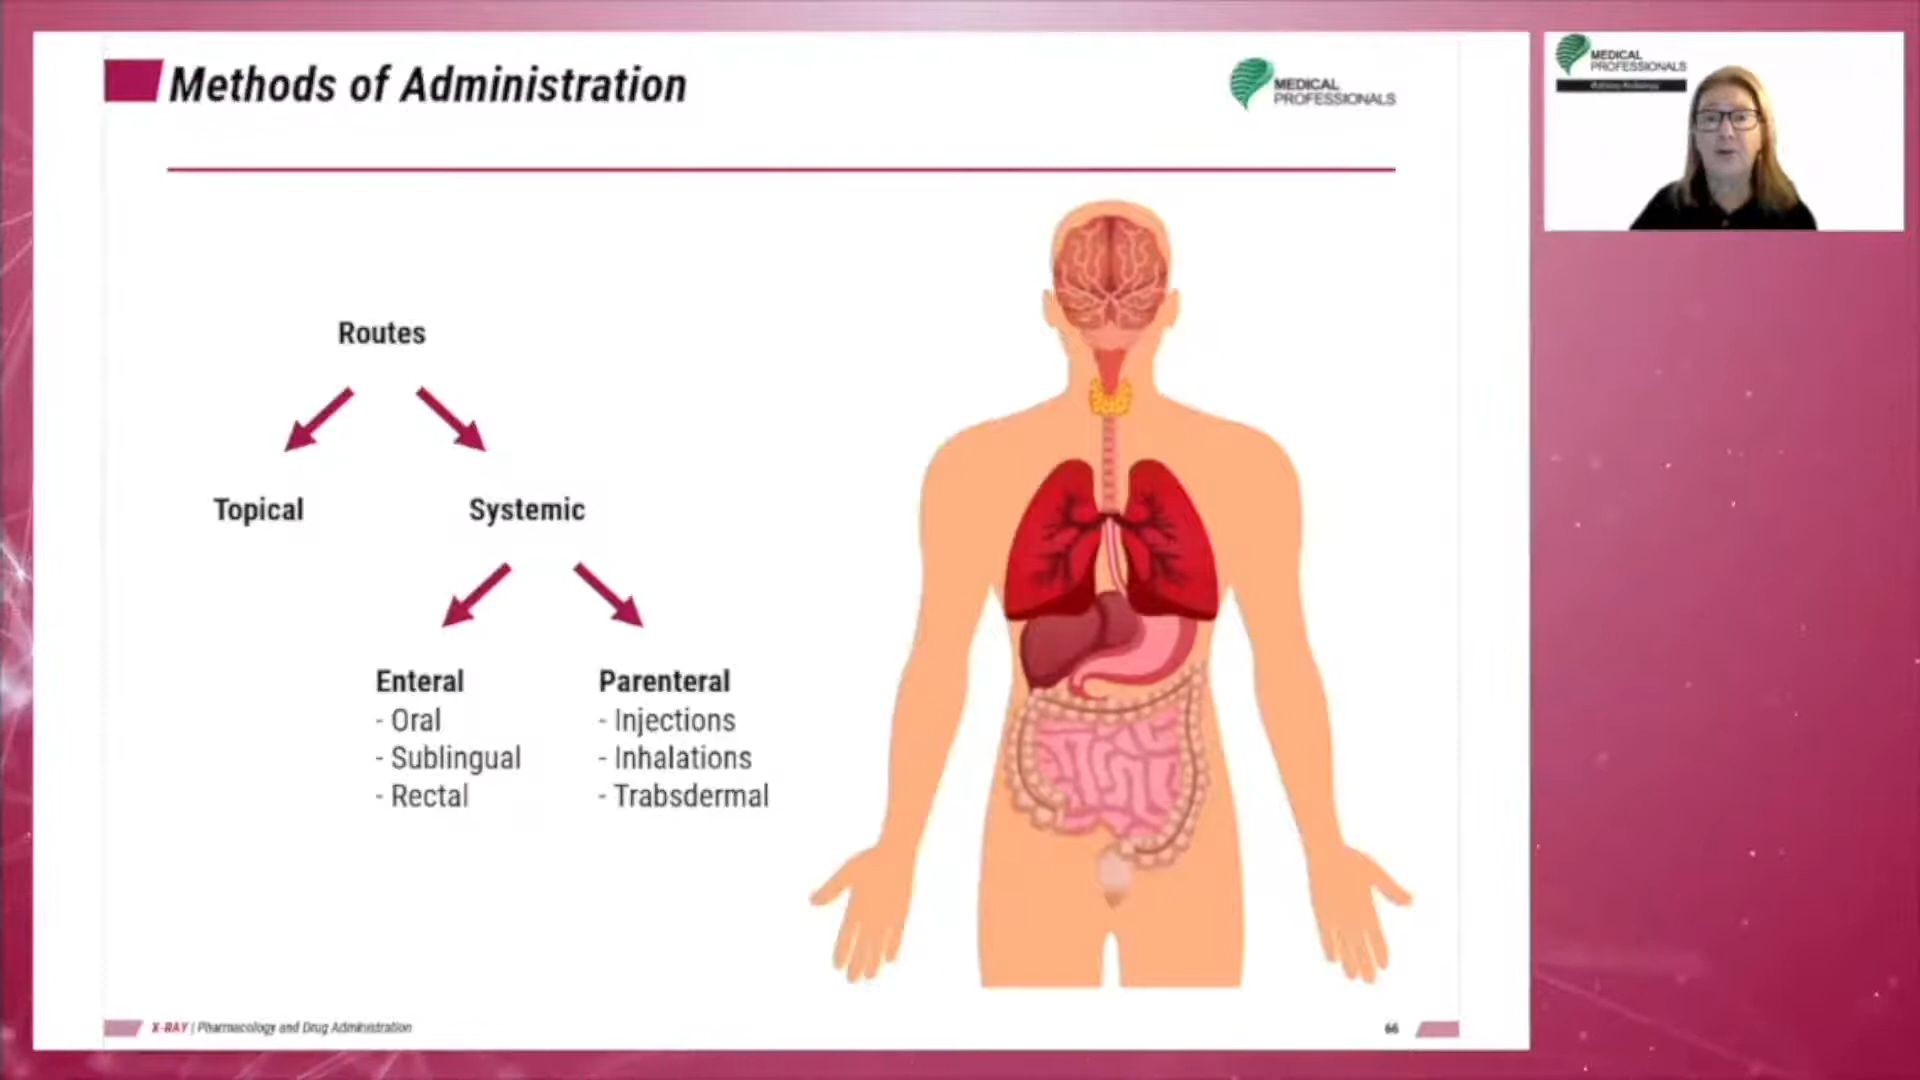 Methods of Administration
MEDICAL
PROFESSIONALS
MEDICAL
PROFESSIONALS
Routes
Topical
Systemic
Enteral
- Oral
- Sublingual
- Rectal
Parenteral
- Injections
- Inhalations
- Trabsdermal
X-RAY | Pharmacology and Drug Administration
66